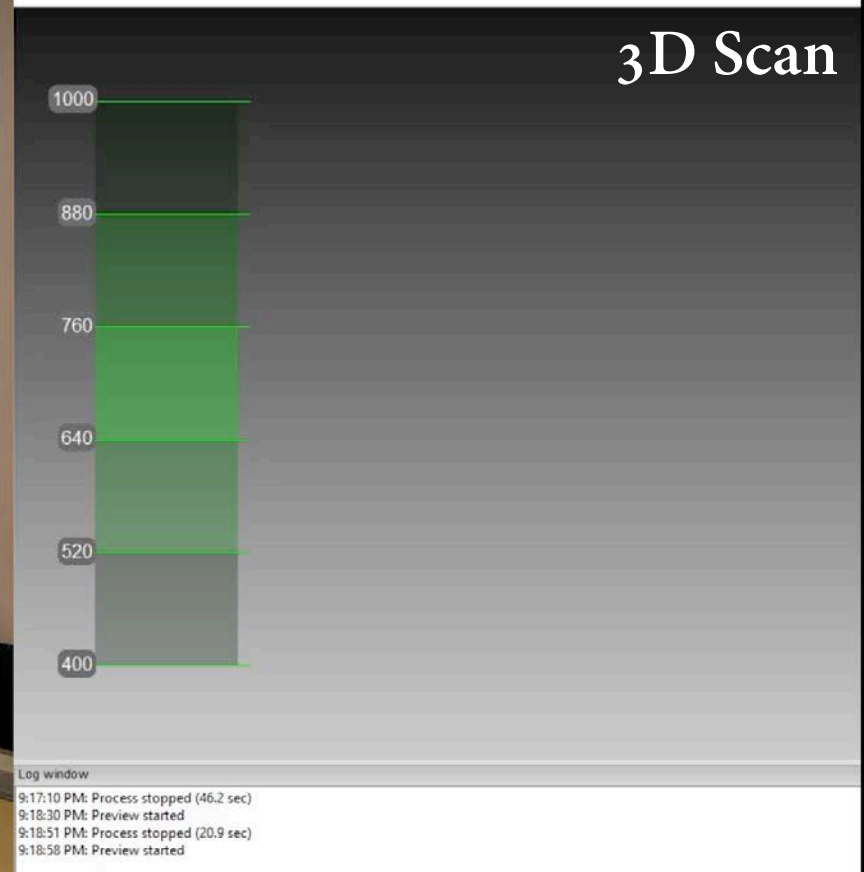 3D Scan
1000
880
760
640
520
400
Log window
9:17:10 PM: Process stopped (46.2 sec)
9:18:30 PM: Preview started
9:18:51 PM: Process stopped (20.9 sec)
9:18:58 PM: Preview started